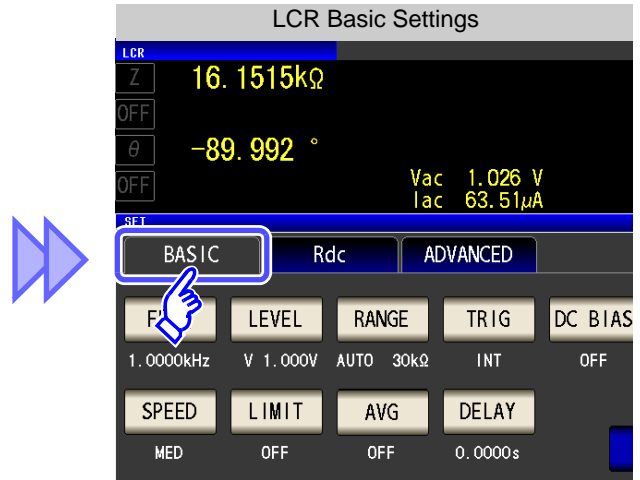 LCR Basic Settings
LCR
Z 16.1515kΩ
OFF
θ -89.992 °
OFF
Vac 1.026 V
Iac 63.51μA
SET
BASIC Rdc ADVANCED
LEVEL RANGE TRIG DC BIAS
1.0000kHz V 1.000V AUTO 30kΩ INT OFF
SPEED LIMIT AVG DELAY
MED OFF OFF 0.0000s